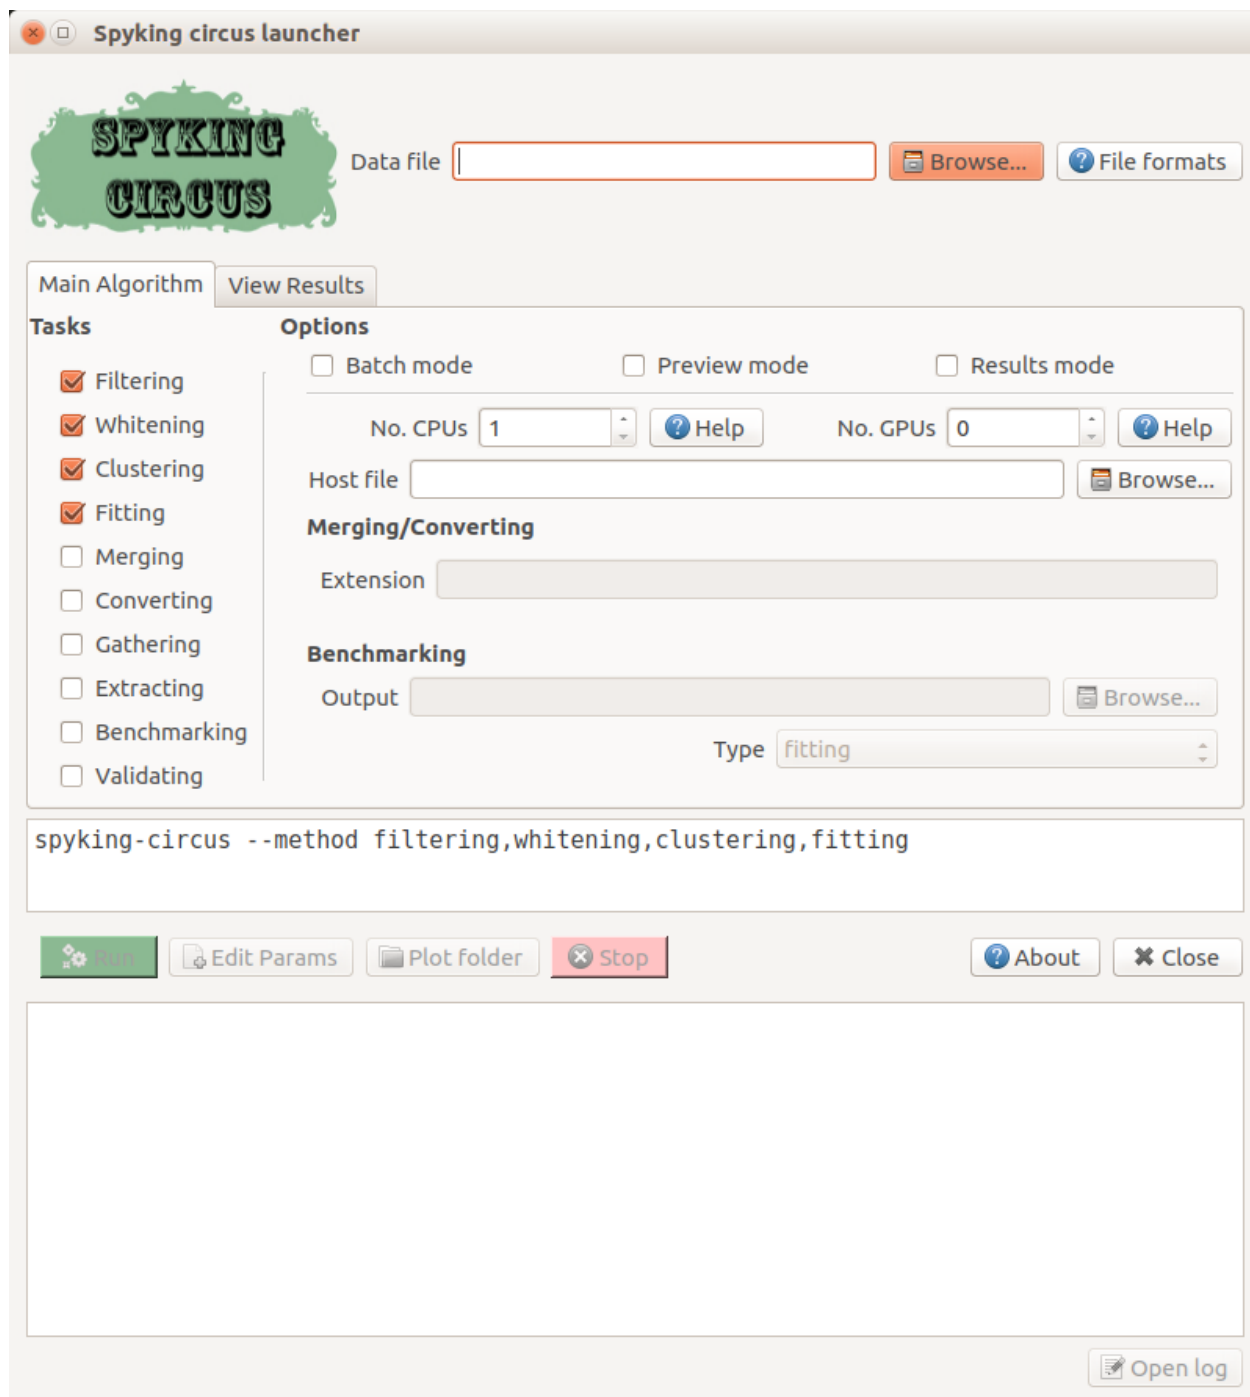 Spyking circus launcher
SPYKING
CIRCUS
Data file Browse... File formats
Main Algorithm View Results
Tasks Options
Batch mode Preview mode Results mode
Filtering
Whitening
No. CPUs 1 Help No. GPUs 0 Help
Clustering
Host file Browse...
Fitting
Merging/Converting
Merging
Extension
Converting
Gathering
Benchmarking
Extracting
Output Browse...
Benchmarking
Type fitting
Validating
spyking-circus --method filtering,whitening,clustering,fitting
Run Edit Params Plot folder Stop About Close
Open log